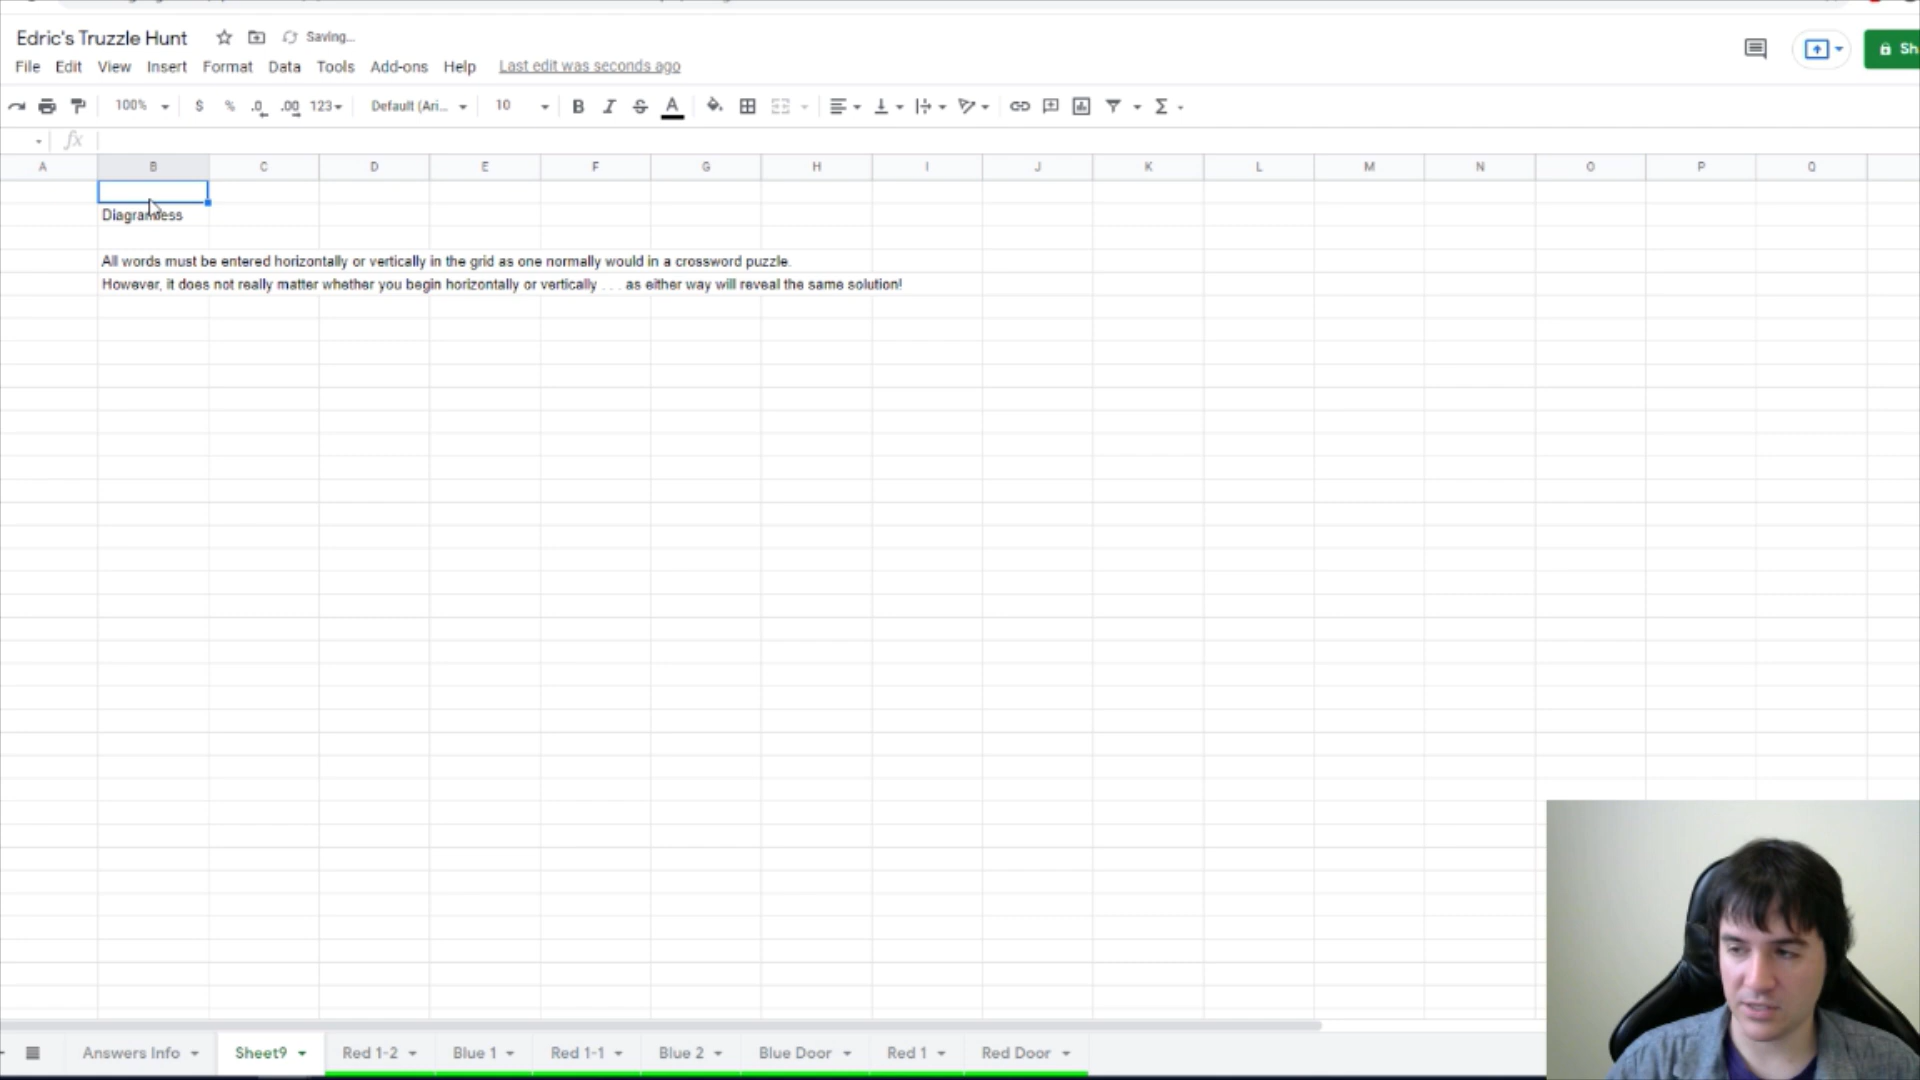 Edric's Truzzle Hunt Saving...
File Edit View Insert Format Data Tools Add-ons Help Last edit was seconds ago
100% $ % .0 .00 123 Default (Ari... 10 B I S A Σ
fx
A B C D E F G H I J K L M N O P Q
All words must be entered horizontally or vertically in the grid as one normally would in a crossword puzzle.
However, it does not really matter whether you begin horizontally or vertically . . . as either way will reveal the same solution!
Answers Info Sheet9 Red 1-2 Blue 1 Red 1-1 Blue 2 Blue Door Red 1 Red Door